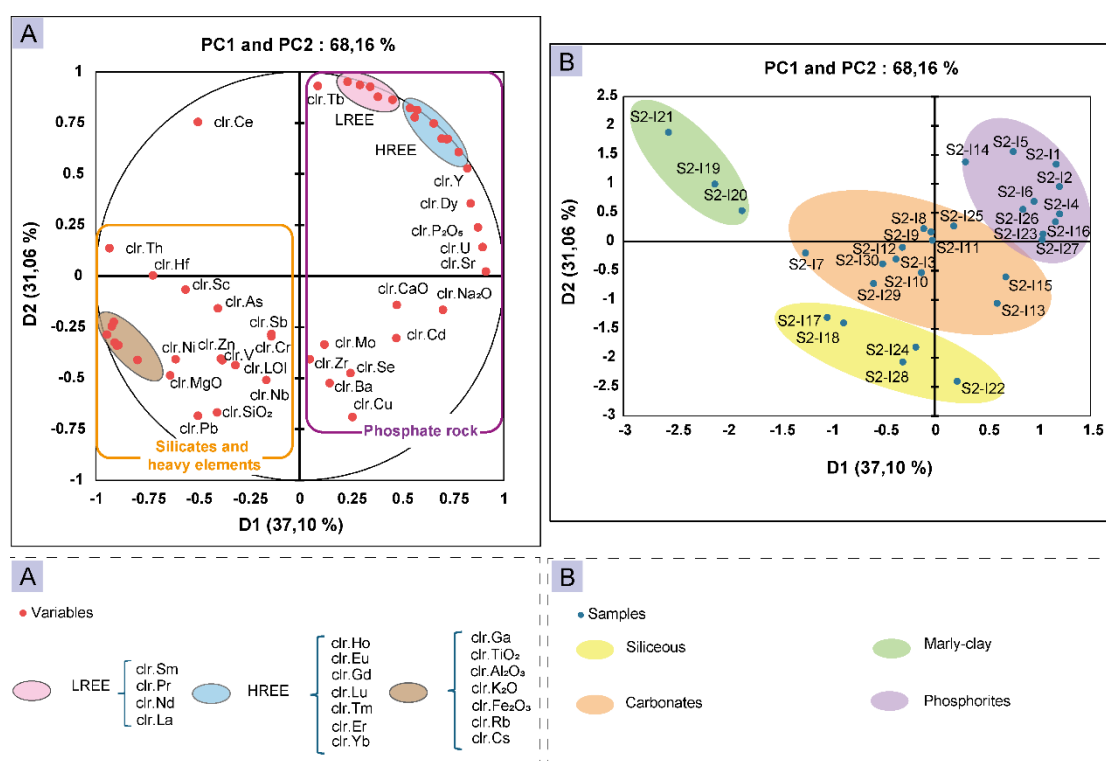 A
PC1 and PC2 : 68,16 %
1
0.75
0.5
0.25
0
-0.25
-0.5
-0.75
-1
D2 (31,06 %)
clr.Tb
LREE
clr.Ce
HREE
clr.Y
clr.Dy
clr.P₂O₅
clr.U
clr.Sr
clr.Th
clr.Hf
clr.Sc
clr.As
clr.CaO
clr.Na₂O
clr.Sb
clr.Cr
clr.Cd
clr.Ni
clr.Zn
clr.V
clr.LOI
clr.Mo
clr.Zr
clr.Se
clr.MgO
clr.Nb
clr.Ba
clr.SiO₂
clr.Cu
clr.Pb
Silicates and
heavy elements
Phosphate rock
-1 -0.75 -0.5 -0.25 0 0.25 0.5 0.75 1
D1 (37,10 %)
B
PC1 and PC2 : 68,16 %
2.5
2
1.5
1
0.5
0
-0.5
-1
-1.5
-2
-2.5
-3
D2 (31,06 %)
S2-I21
S2-I19
S2-I20
S2-I14
S2-I5
S2-I1
S2-I2
S2-I6
S2-I4
S2-I26
S2-I16
S2-I23
S2-I27
S2-I8
S2-I25
S2-I9
S2-I11
S2-I12
S2-I7
S2-I30
S2-I3
S2-I10
S2-I15
S2-I29
S2-I13
S2-I17
S2-I18
S2-I24
S2-I28
S2-I22
-3 -2.5 -2 -1.5 -1 -0.5 0 0.5 1 1.5
D1 (37,10 %)
A
Variables
LREE
clr.Sm
clr.Pr
clr.Nd
clr.La
HREE
clr.Ho
clr.Eu
clr.Gd
clr.Lu
clr.Tm
clr.Er
clr.Yb
clr.Ga
clr.TiO₂
clr.Al₂O₃
clr.K₂O
clr.Fe₂O₃
clr.Rb
clr.Cs
B
Samples
Siliceous
Marly-clay
Carbonates
Phosphorites